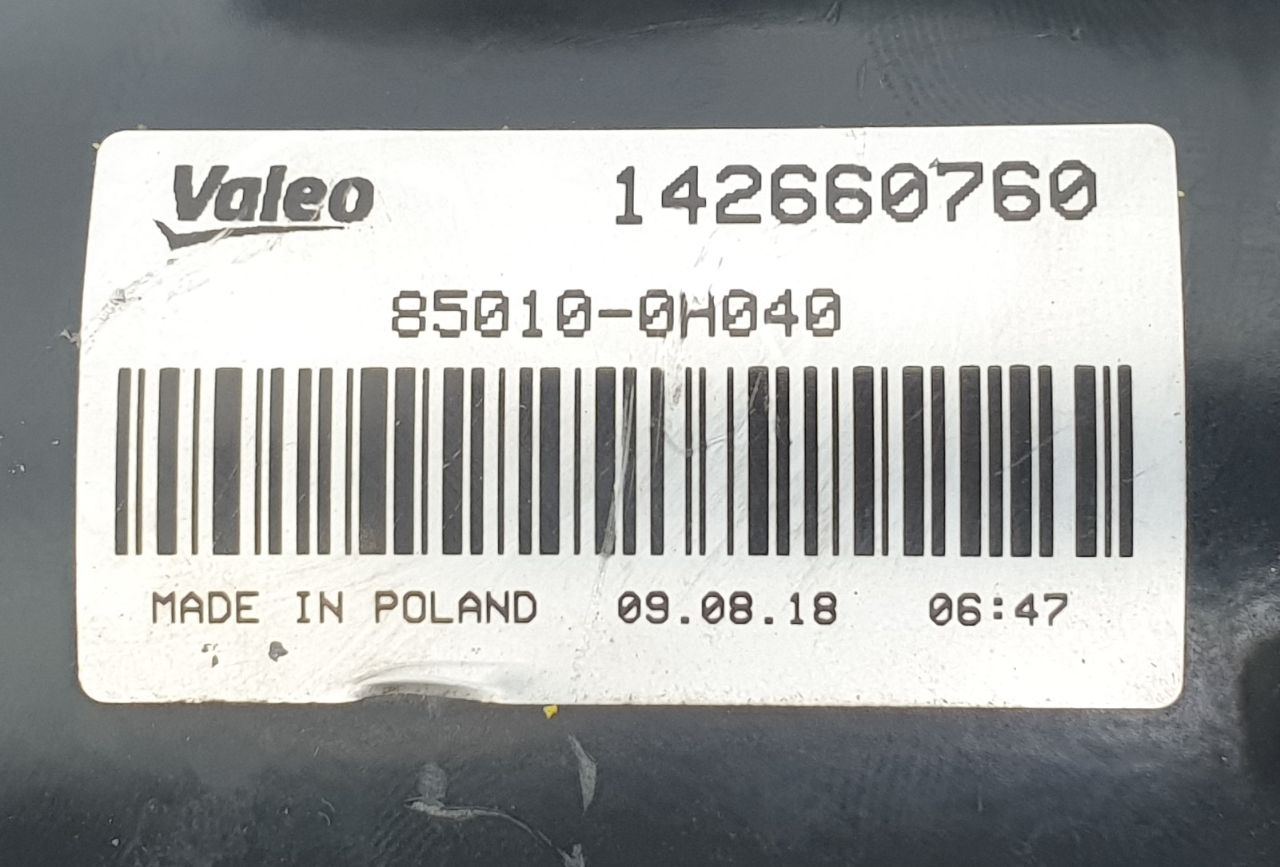 Valeo 142660760
85010-0H040
MADE IN POLAND 09.08.18 06:47